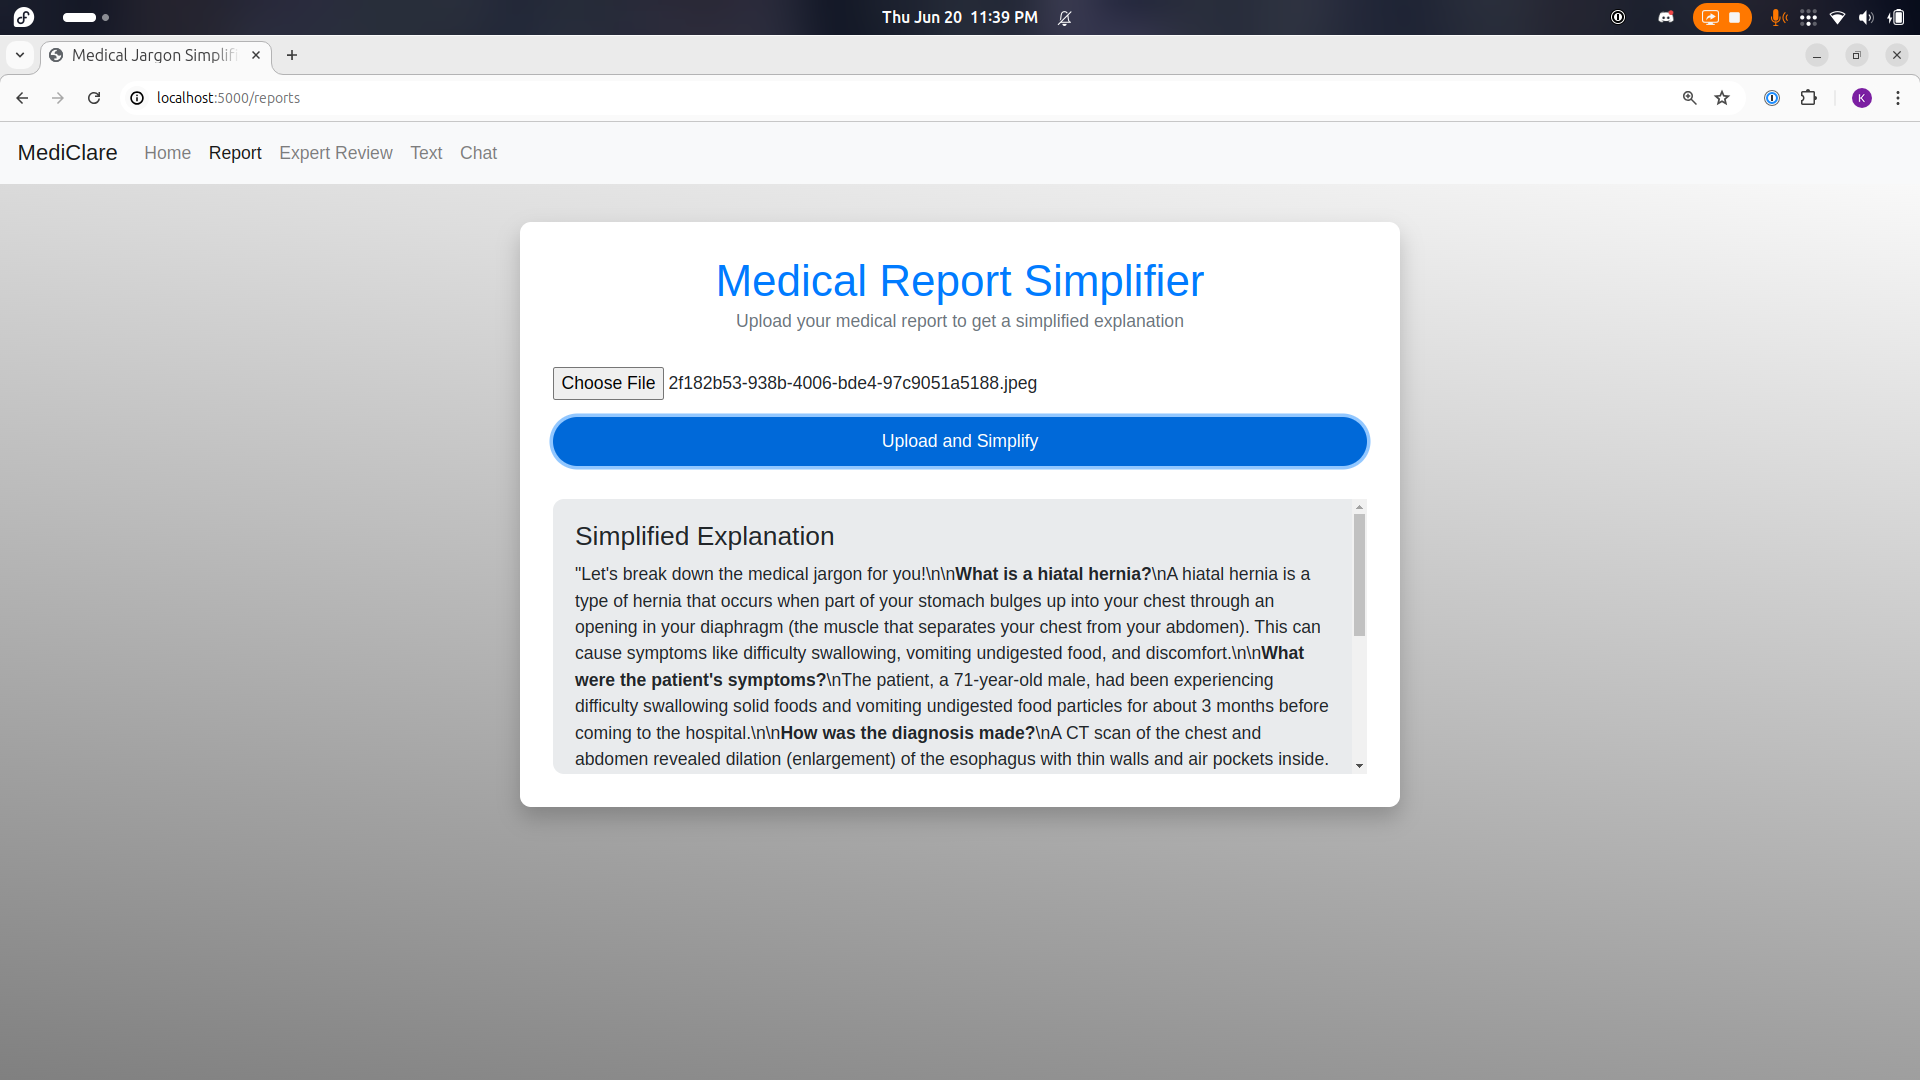 Thu Jun 20 11:39 PM
Medical Jargon Simplifi
localhost:5000/reports
K
MediClare Home Report Expert Review Text Chat
Medical Report Simplifier
Upload your medical report to get a simplified explanation
Choose File 2f182b53-938b-4006-bde4-97c9051a5188.jpeg
Upload and Simplify
Simplified Explanation
"Let's break down the medical jargon for you!\n\nWhat is a hiatal hernia?\nA hiatal hernia is a
type of hernia that occurs when part of your stomach bulges up into your chest through an
opening in your diaphragm (the muscle that separates your chest from your abdomen). This can
cause symptoms like difficulty swallowing, vomiting undigested food, and discomfort.\n\nWhat
were the patient's symptoms?\nThe patient, a 71-year-old male, had been experiencing
difficulty swallowing solid foods and vomiting undigested food particles for about 3 months before
coming to the hospital.\n\nHow was the diagnosis made?\nA CT scan of the chest and
abdomen revealed dilation (enlargement) of the esophagus with thin walls and air pockets inside.